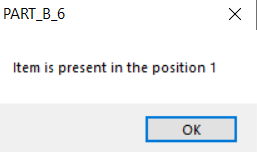 PART_B_6
Item is present in the position 1
OK